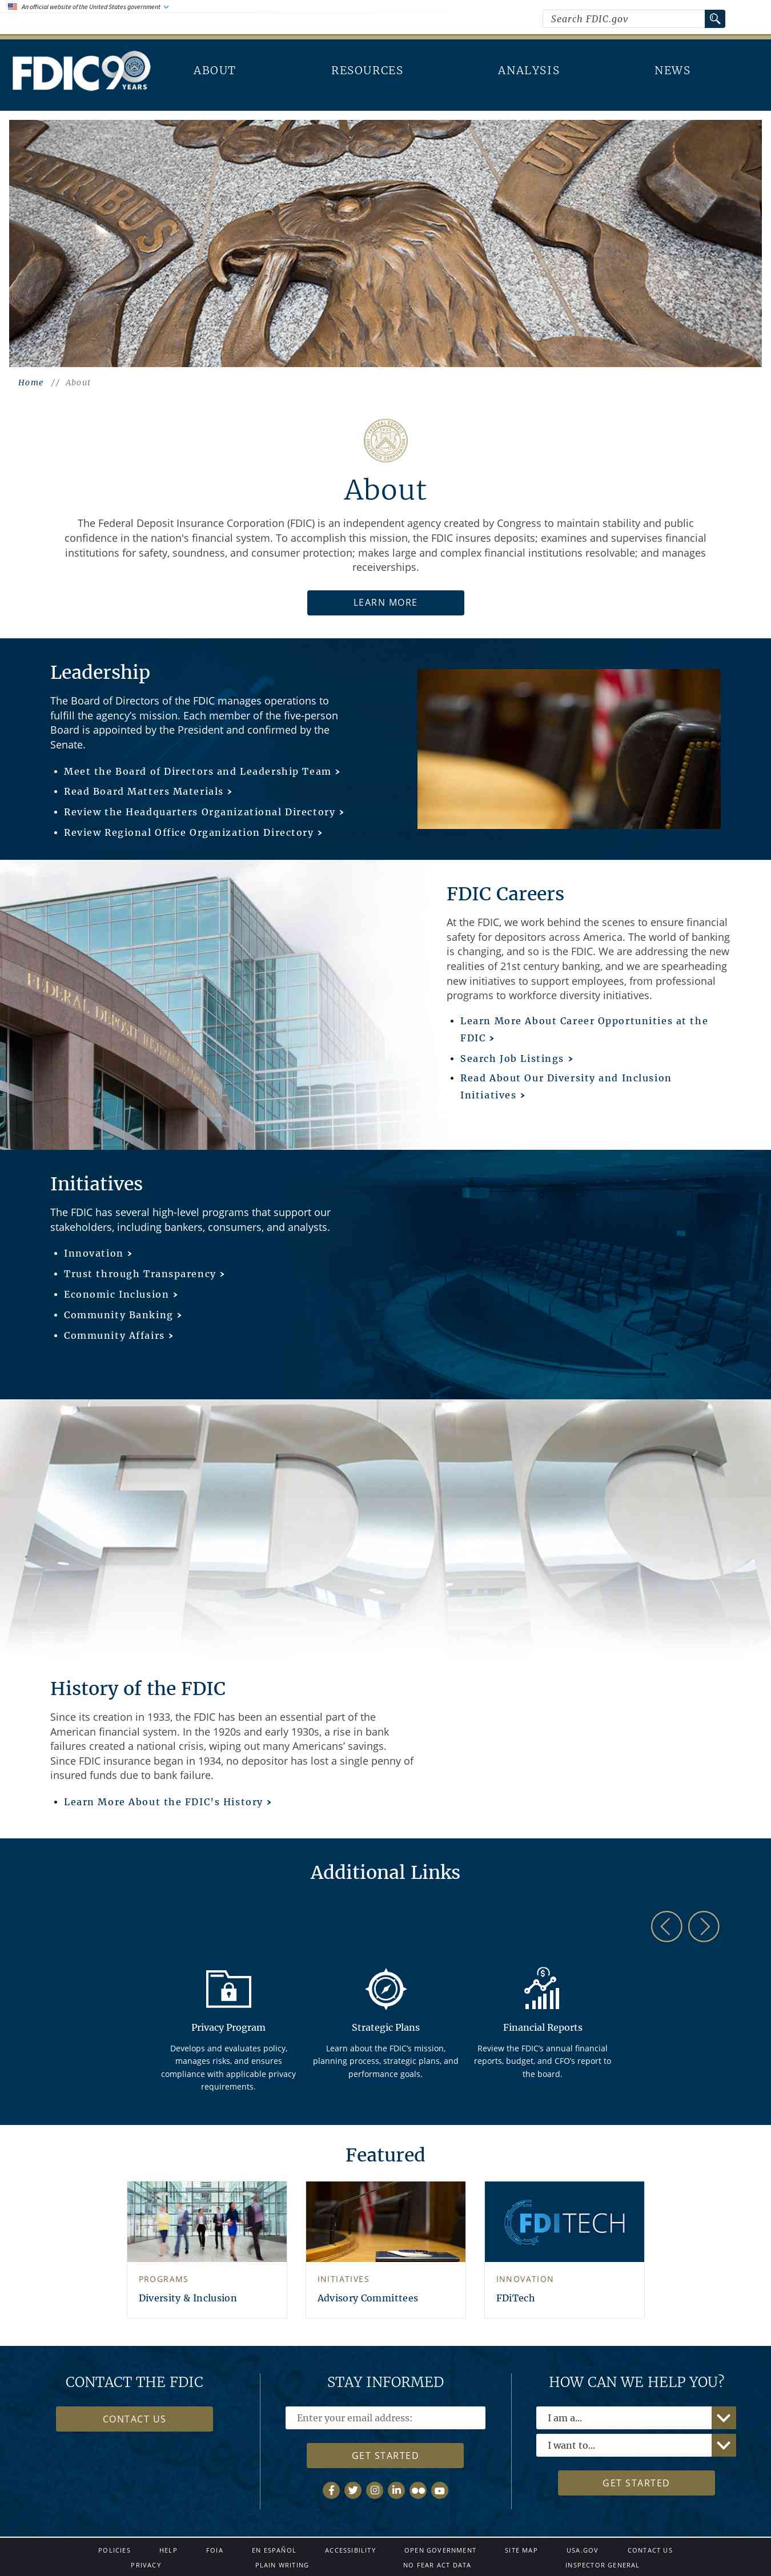 An official website of the United States government
Search FDIC.gov
FDIC 90 YEARS
ABOUT
RESOURCES
ANALYSIS
NEWS
PLURIBUS
UN
Home // About
About
The Federal Deposit Insurance Corporation (FDIC) is an independent agency created by Congress to maintain stability and public
confidence in the nation's financial system. To accomplish this mission, the FDIC insures deposits; examines and supervises financial
institutions for safety, soundness, and consumer protection; makes large and complex financial institutions resolvable; and manages
receiverships.
LEARN MORE
Leadership
The Board of Directors of the FDIC manages operations to
fulfill the agency’s mission. Each member of the five-person
Board is appointed by the President and confirmed by the
Senate.
• Meet the Board of Directors and Leadership Team >
• Read Board Matters Materials >
• Review the Headquarters Organizational Directory >
• Review Regional Office Organization Directory >
FEDERAL DEPOSIT INSURANCE
FDIC Careers
At the FDIC, we work behind the scenes to ensure financial
safety for depositors across America. The world of banking
is changing, and so is the FDIC. We are addressing the new
realities of 21st century banking, and we are spearheading
new initiatives to support employees, from professional
programs to workforce diversity initiatives.
• Learn More About Career Opportunities at the
FDIC >
• Search Job Listings >
• Read About Our Diversity and Inclusion
Initiatives >
Initiatives
The FDIC has several high-level programs that support our
stakeholders, including bankers, consumers, and analysts.
• Innovation >
• Trust through Transparency >
• Economic Inclusion >
• Community Banking >
• Community Affairs >
FDIC
History of the FDIC
Since its creation in 1933, the FDIC has been an essential part of the
American financial system. In the 1920s and early 1930s, a rise in bank
failures created a national crisis, wiping out many Americans’ savings.
Since FDIC insurance began in 1934, no depositor has lost a single penny of
insured funds due to bank failure.
• Learn More About the FDIC's History >
Additional Links
Privacy Program
Develops and evaluates policy,
manages risks, and ensures
compliance with applicable privacy
requirements.
Strategic Plans
Learn about the FDIC’s mission,
planning process, strategic plans, and
performance goals.
Financial Reports
Review the FDIC’s annual financial
reports, budget, and CFO’s report to
the board.
Featured
PROGRAMS
Diversity & Inclusion
INITIATIVES
Advisory Committees
FDITECH
INNOVATION
FDiTech
CONTACT THE FDIC
CONTACT US
STAY INFORMED
Enter your email address:
GET STARTED
HOW CAN WE HELP YOU?
I am a...
I want to...
GET STARTED
POLICIES HELP FOIA EN ESPAÑOL ACCESSIBILITY OPEN GOVERNMENT SITE MAP USA.GOV CONTACT US
PRIVACY PLAIN WRITING NO FEAR ACT DATA INSPECTOR GENERAL